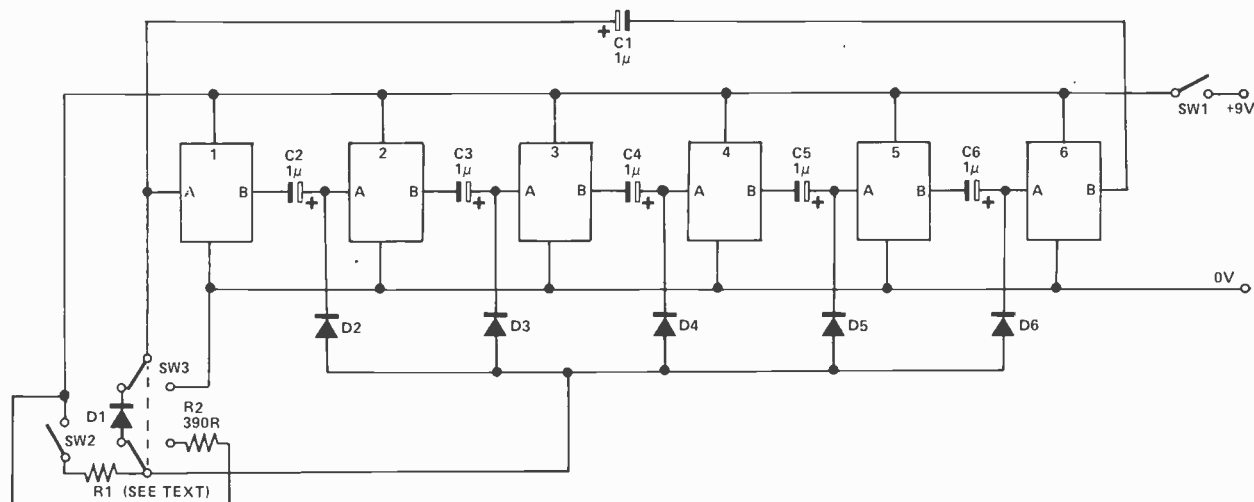 +
C1
1μ
SW1
+9V
1
2
3
4
5
6
C2
1μ
C3
1μ
C4
1μ
C5
1μ
C6
1μ
A
B
+
A
B
+
A
B
+
A
B
+
A
B
+
A
B
0V
D2
D3
D4
D5
D6
SW3
D1
R2
390R
SW2
R1 (SEE TEXT)